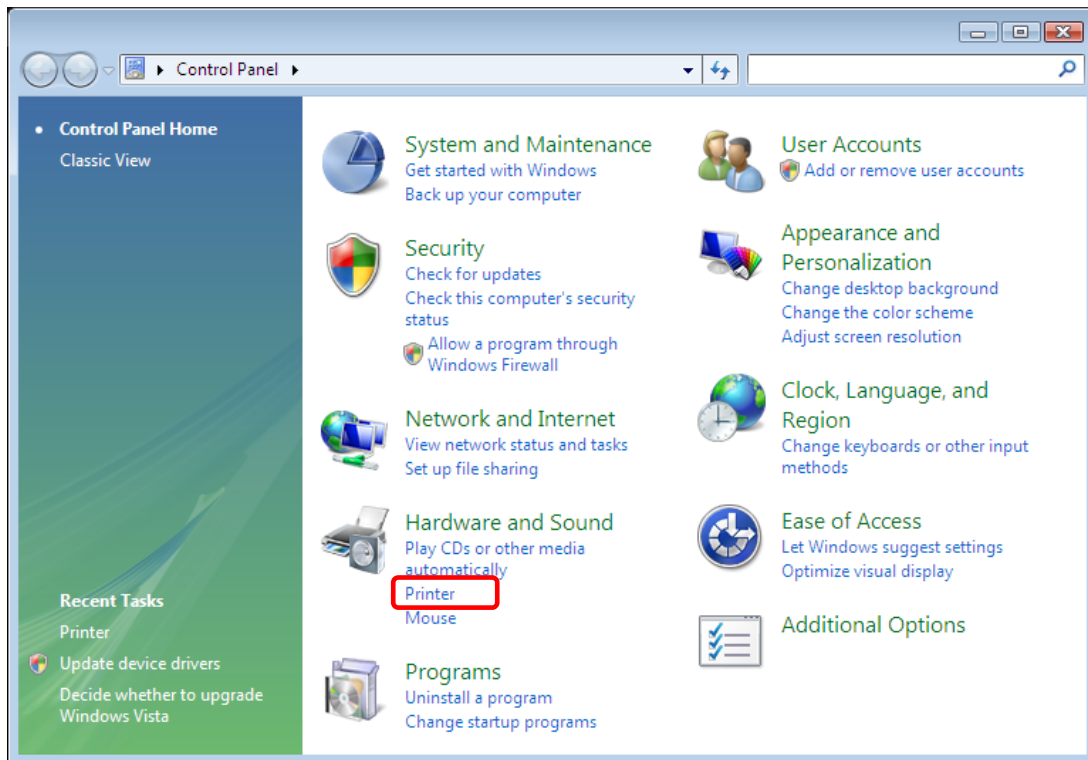 Control Panel
Control Panel Home
Classic View
Recent Tasks
Printer
Update device drivers
Decide whether to upgrade
Windows Vista
System and Maintenance
Get started with Windows
Back up your computer
Security
Check for updates
Check this computer's security
status
Allow a program through
Windows Firewall
Network and Internet
View network status and tasks
Set up file sharing
Hardware and Sound
Play CDs or other media
automatically
Printer
Mouse
Programs
Uninstall a program
Change startup programs
User Accounts
Add or remove user accounts
Appearance and
Personalization
Change desktop background
Change the color scheme
Adjust screen resolution
Clock, Language, and
Region
Change keyboards or other input
methods
Ease of Access
Let Windows suggest settings
Optimize visual display
Additional Options